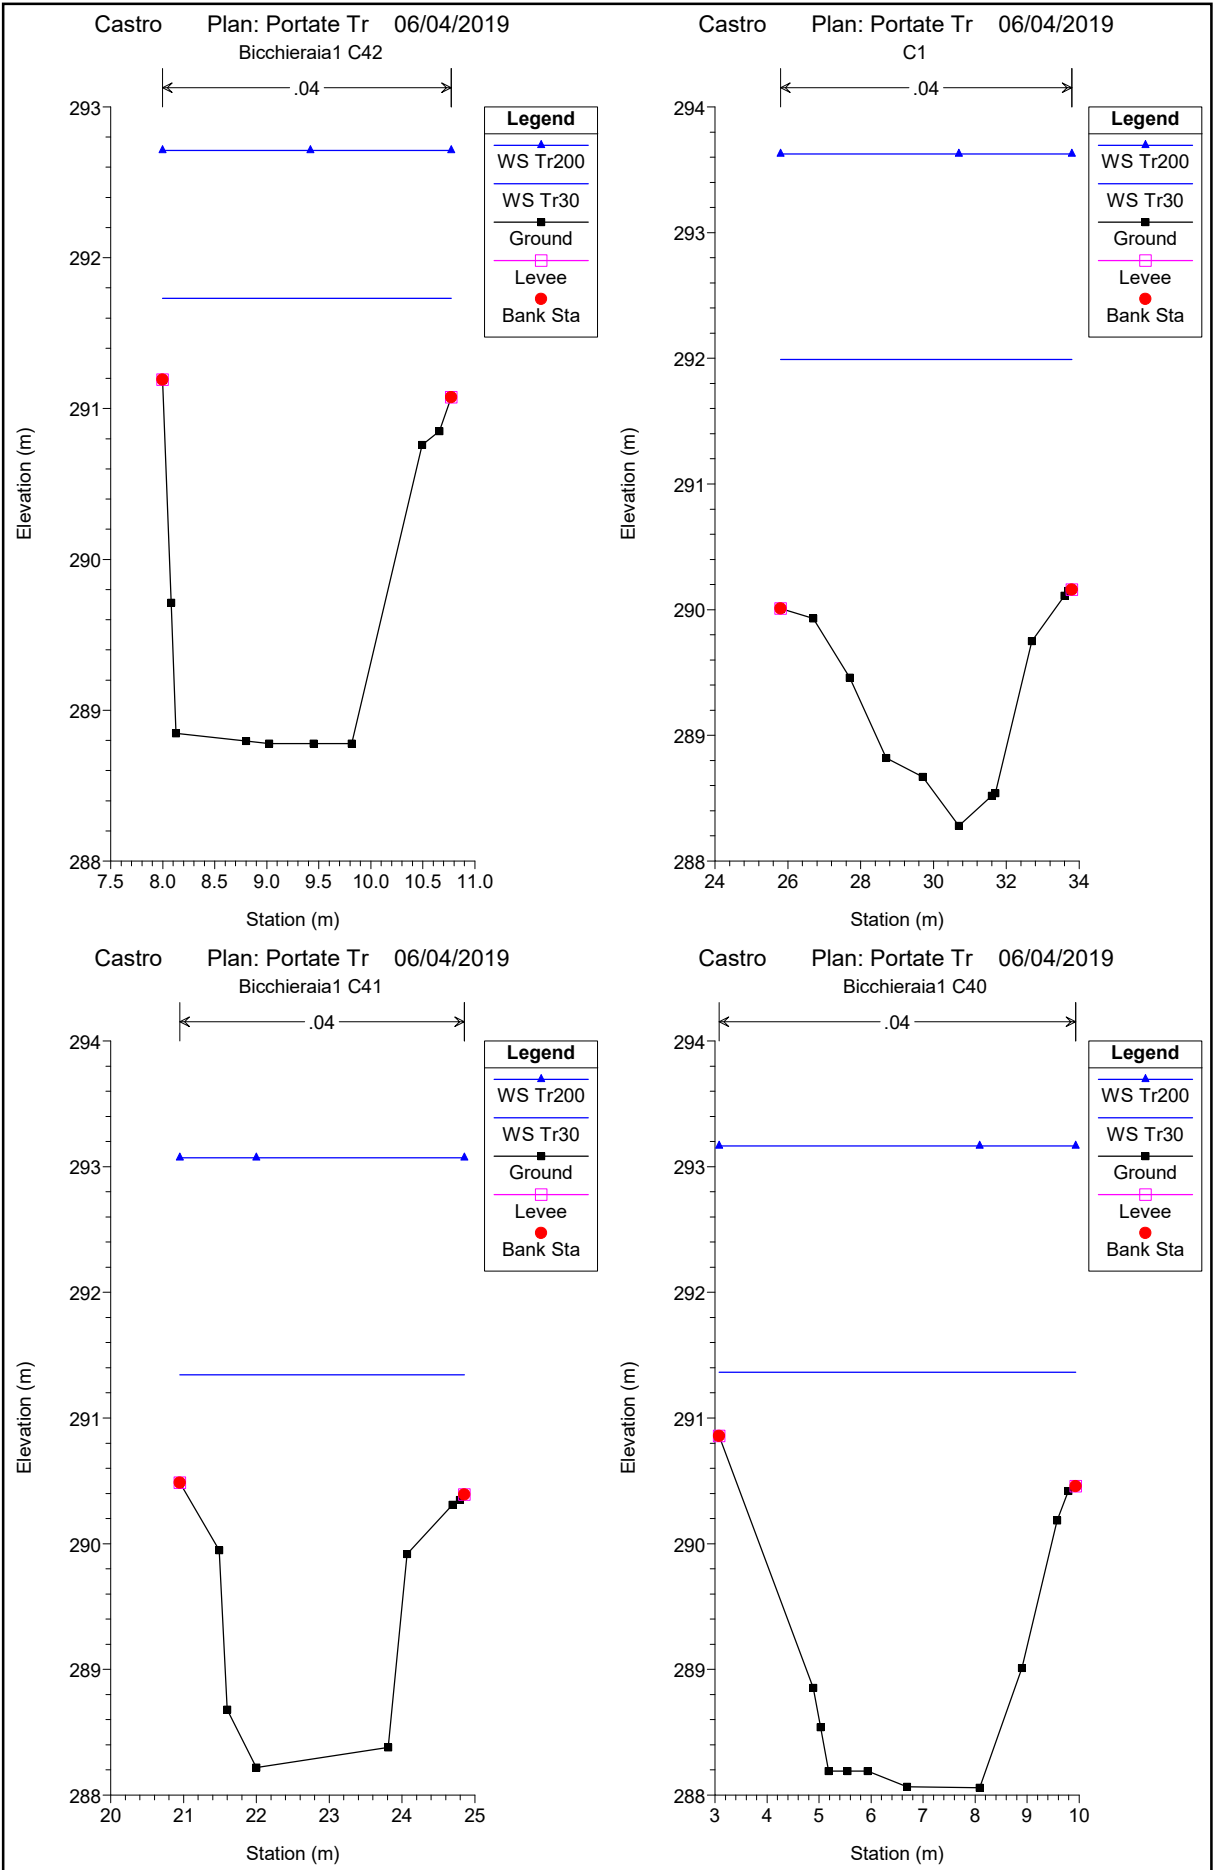 Castro Plan: Portate Tr 06/04/2019
Bicchieraia1 C42
.04
293
292
291
290
289
288
7.5 8.0 8.5 9.0 9.5 10.0 10.5 11.0
Elevation (m)
Station (m)
Legend
WS Tr200
WS Tr30
Ground
Levee
Bank Sta
Castro Plan: Portate Tr 06/04/2019
C1
.04
294
293
292
291
290
289
288
24 26 28 30 32 34
Elevation (m)
Station (m)
Legend
WS Tr200
WS Tr30
Ground
Levee
Bank Sta
Castro Plan: Portate Tr 06/04/2019
Bicchieraia1 C41
.04
294
293
292
291
290
289
288
20 21 22 23 24 25
Elevation (m)
Station (m)
Legend
WS Tr200
WS Tr30
Ground
Levee
Bank Sta
Castro Plan: Portate Tr 06/04/2019
Bicchieraia1 C40
.04
294
293
292
291
290
289
288
3 4 5 6 7 8 9 10
Elevation (m)
Station (m)
Legend
WS Tr200
WS Tr30
Ground
Levee
Bank Sta